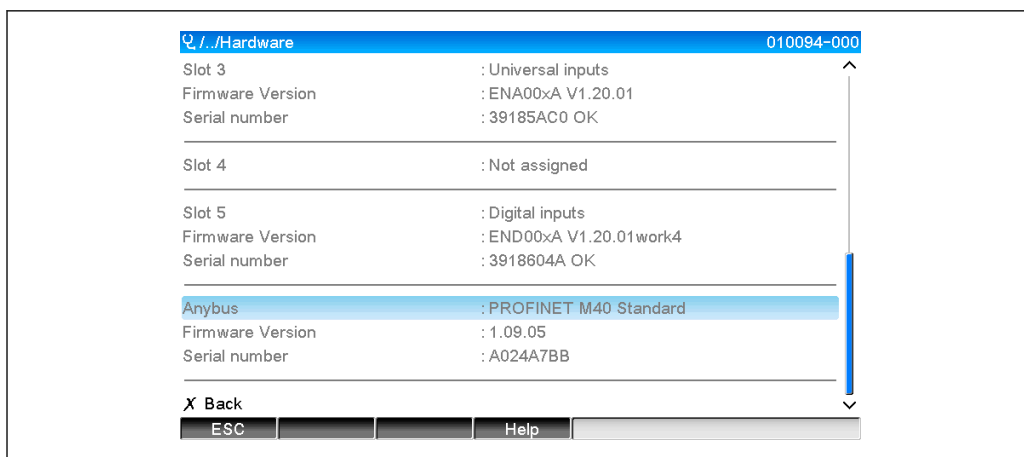 /../Hardware 010094-000
Slot 3 : Universal inputs
Firmware Version : ENA00xA V1.20.01
Serial number : 39185AC0 OK
Slot 4 : Not assigned
Slot 5 : Digital inputs
Firmware Version : END00xA V1.20.01work4
Serial number : 3918604A OK
Anybus : PROFINET M40 Standard
Firmware Version : 1.09.05
Serial number : A024A7BB
X Back
ESC Help